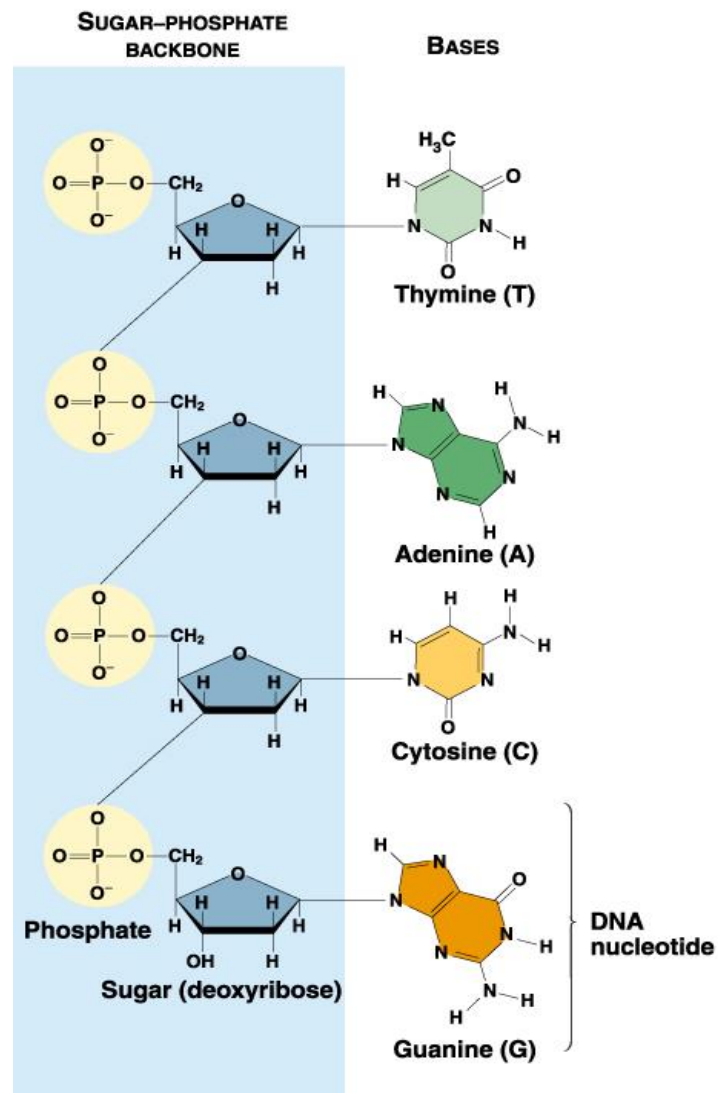 SUGAR–PHOSPHATE
BACKBONE
BASES
O⁻
O=P—O—CH₂
O⁻
O
H H H H
H
H₃C
H
O
N N
H
O
Thymine (T)
O
O=P—O—CH₂
O⁻
O
H H H H
H
H
N
N
N
N
N
H
H
H
Adenine (A)
O
O=P—O—CH₂
O⁻
O
H H H H
H
H
H
H
N
H
N N
O
Cytosine (C)
O
O=P—O—CH₂
O⁻
O
H H H H
OH H
Phosphate
Sugar (deoxyribose)
H
N
O
N
N
N
H
N
H
H
Guanine (G)
DNA
nucleotide